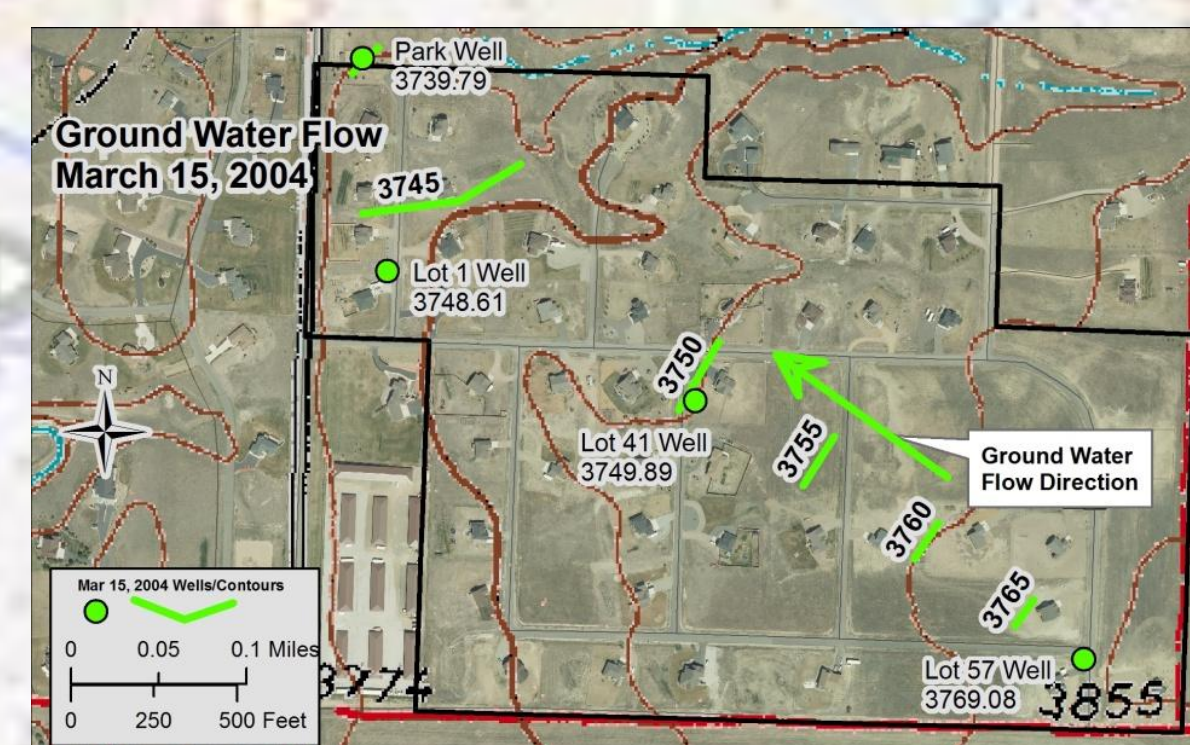 Park Well
3739.79
Ground Water Flow
March 15, 2004
3745
Lot 1 Well
3748.61
N
3750
Lot 41 Well
3749.89
3755
Ground Water
Flow Direction
3760
3765
Mar 15, 2004 Wells/Contours
0 0.05 0.1 Miles
0 250 500 Feet
3774
Lot 57 Well
3769.08
3855